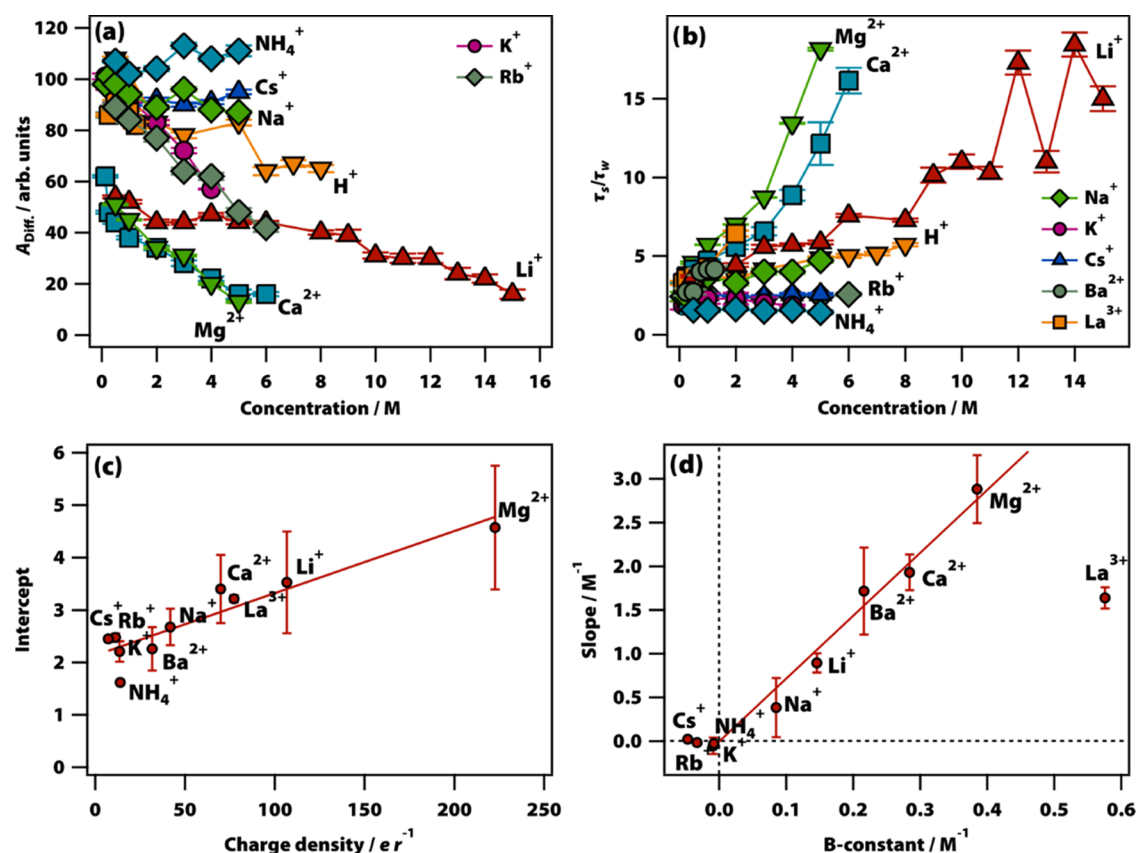 (a)
120
100
80
60
40
20
0
A_Diff. / arb. units
NH₄⁺
Cs⁺
Na⁺
H⁺
Li⁺
Ca²⁺
Mg²⁺
K⁺
Rb⁺
0 2 4 6 8 10 12 14 16
Concentration / M
(b)
15
10
5
0
τₛ/τ_w
Mg²⁺
Ca²⁺
Li⁺
H⁺
Rb⁺
NH₄⁺
Na⁺
K⁺
Cs⁺
Ba²⁺
La³⁺
0 2 4 6 8 10 12 14
Concentration / M
(c)
6
5
4
3
2
1
0
Intercept
Mg²⁺
Ca²⁺
Li⁺
La³⁺
Cs⁺ Rb⁺ Na⁺
K⁺
Ba²⁺
NH₄⁺
0 50 100 150 200 250
Charge density / e r⁻¹
(d)
3.0
2.5
2.0
1.5
1.0
0.5
0.0
Slope / M⁻¹
Mg²⁺
La³⁺
Ca²⁺
Ba²⁺
Li⁺
Na⁺
Cs⁺
NH₄⁺
Rb⁺
K⁺
0.0 0.1 0.2 0.3 0.4 0.5 0.6
B-constant / M⁻¹